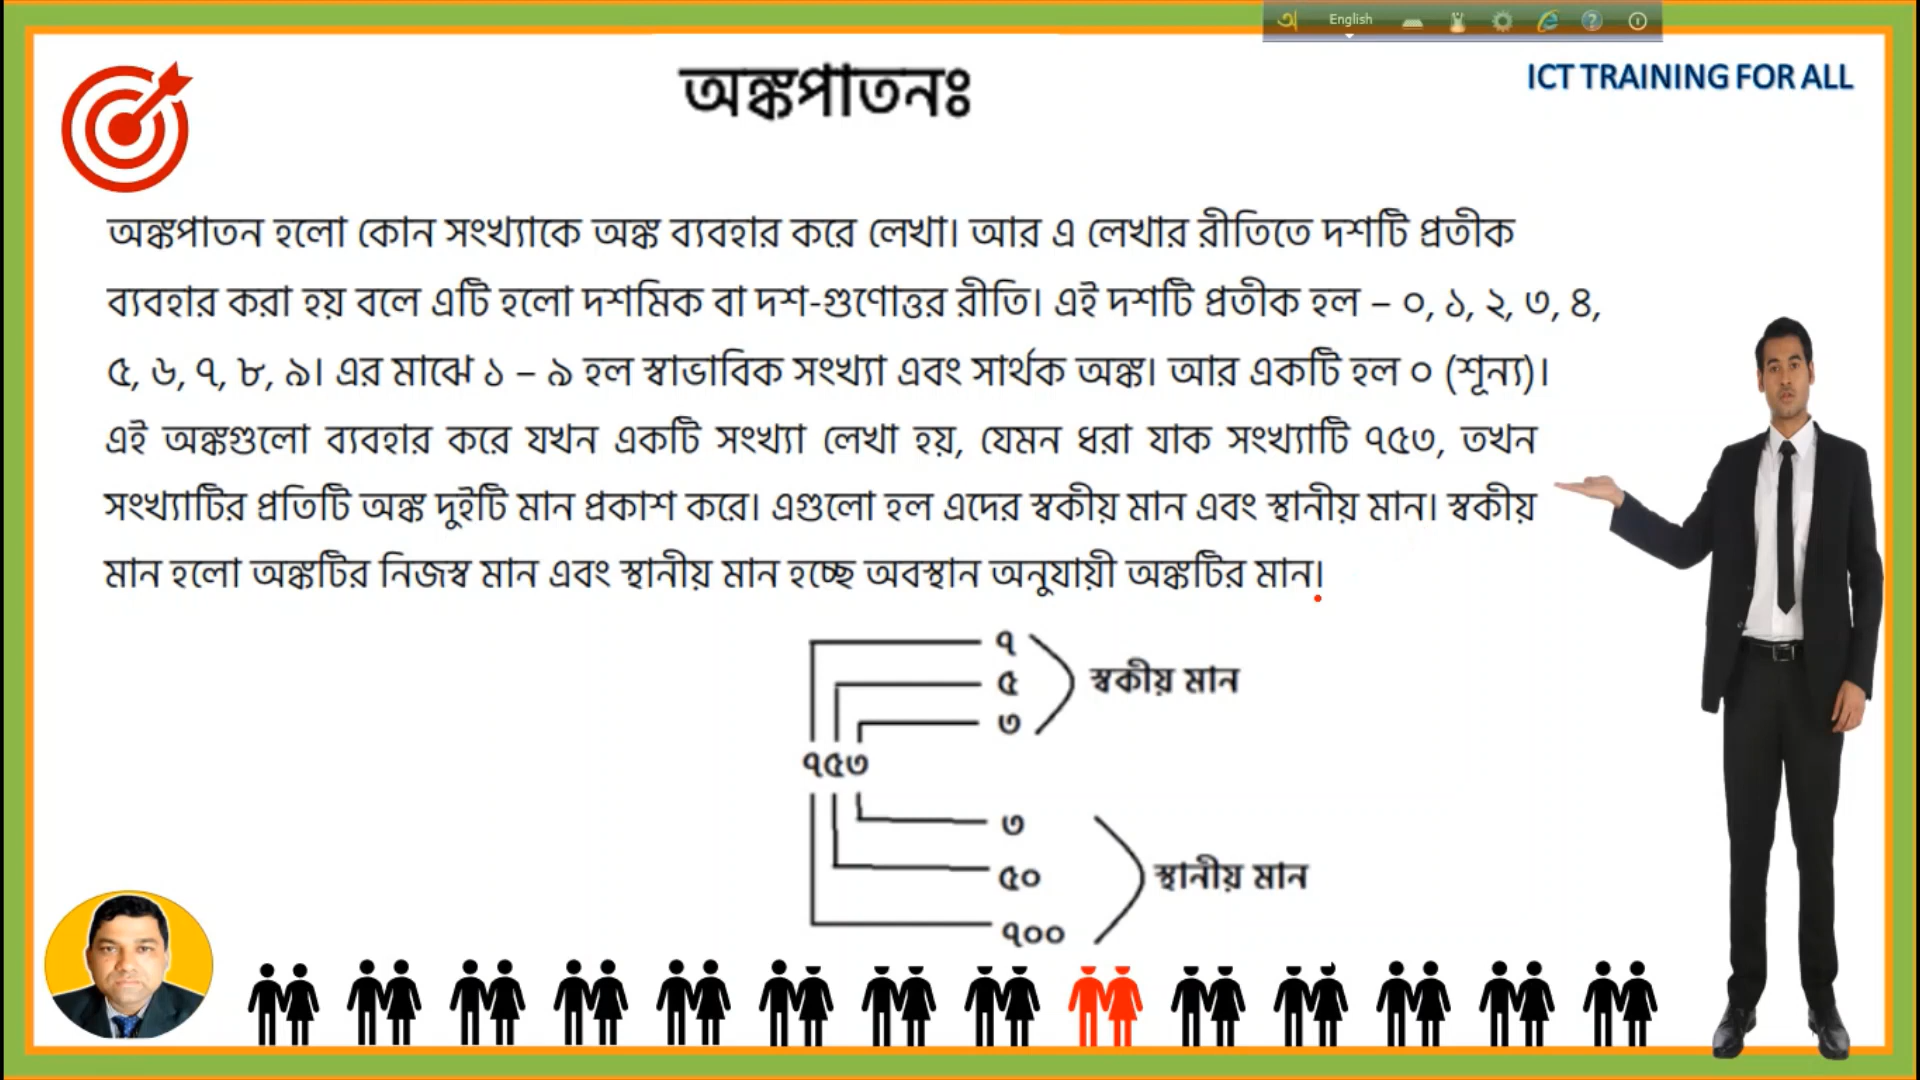 English
অঙ্কপাতনঃ
ICT TRAINING FOR ALL
অঙ্কপাতন হলো কোন সংখ্যাকে অঙ্ক ব্যবহার করে লেখা। আর এ লেখার রীতিতে দশটি প্রতীক
ব্যবহার করা হয় বলে এটি হলো দশমিক বা দশ-গুণোত্তর রীতি। এই দশটি প্রতীক হল – ০, ১, ২, ৩, ৪,
৫, ৬, ৭, ৮, ৯। এর মাঝে ১ – ৯ হল স্বাভাবিক সংখ্যা এবং সার্থক অঙ্ক। আর একটি হল ০ (শূন্য)।
এই অঙ্কগুলো ব্যবহার করে যখন একটি সংখ্যা লেখা হয়, যেমন ধরা যাক সংখ্যাটি ৭৫৩, তখন
সংখ্যাটির প্রতিটি অঙ্ক দুইটি মান প্রকাশ করে। এগুলো হল এদের স্বকীয় মান এবং স্থানীয় মান। স্বকীয়
মান হলো অঙ্কটির নিজস্ব মান এবং স্থানীয় মান হচ্ছে অবস্থান অনুযায়ী অঙ্কটির মান।
৭
৫
৩
স্বকীয় মান
৭৫৩
৩
৫০
৭০০
স্থানীয় মান